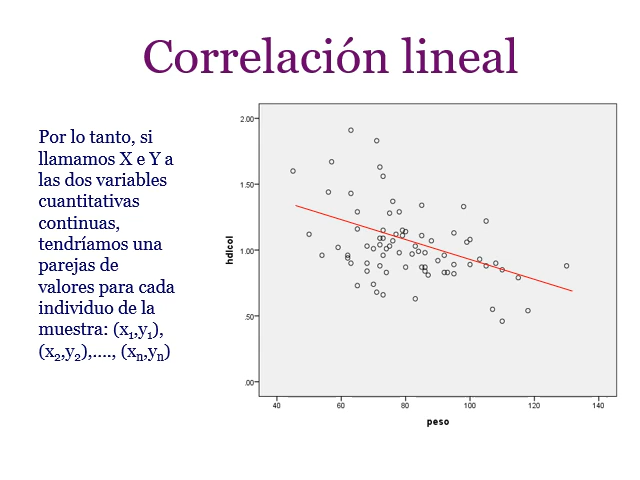 Correlación lineal
Por lo tanto, si
llamamos X e Y a
las dos variables
cuantitativas
continuas,
tendríamos una
parejas de
valores para cada
individuo de la
muestra: (x1,y1),
(x2,y2),...., (xn,yn)
2.00
1.50
1.00
.50
.00
hdlcol
40 60 80 100 120 140
peso